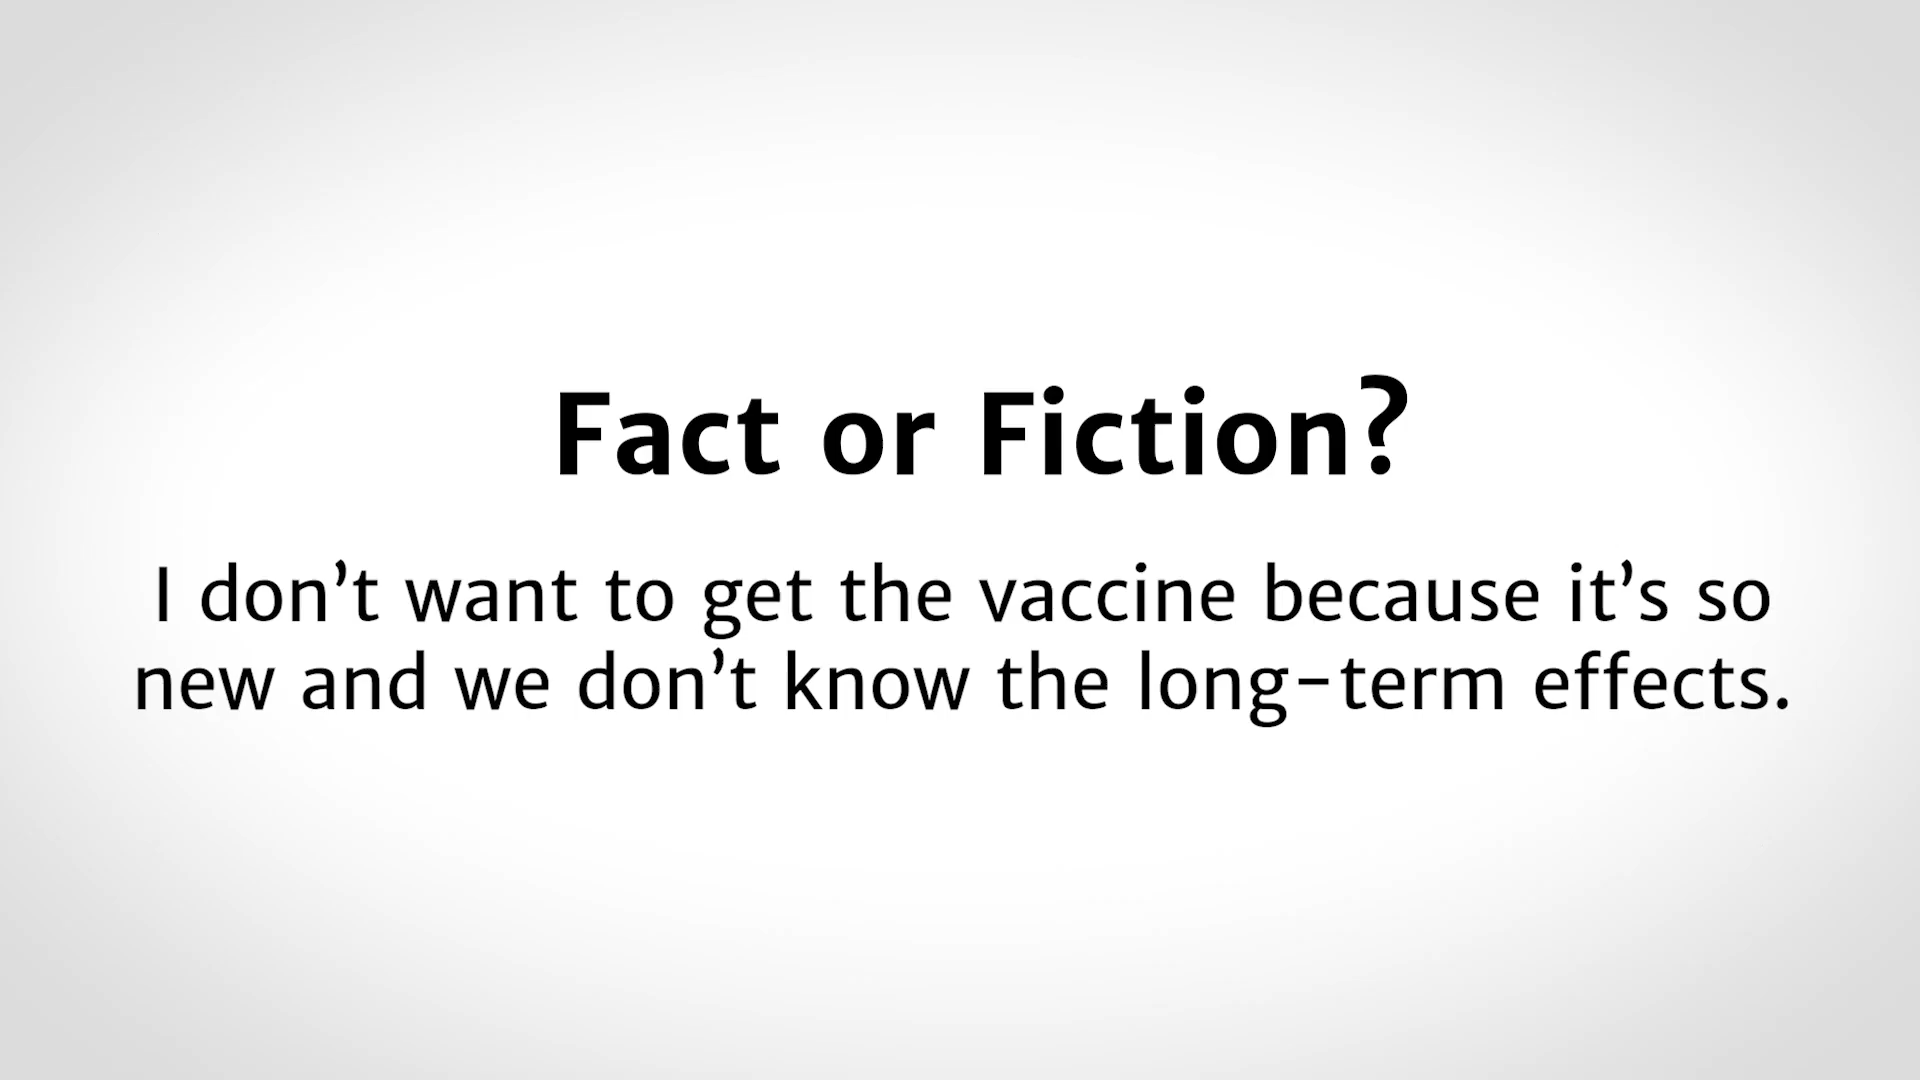 Fact or Fiction?
I don’t want to get the vaccine because it’s so
new and we don’t know the long-term effects.